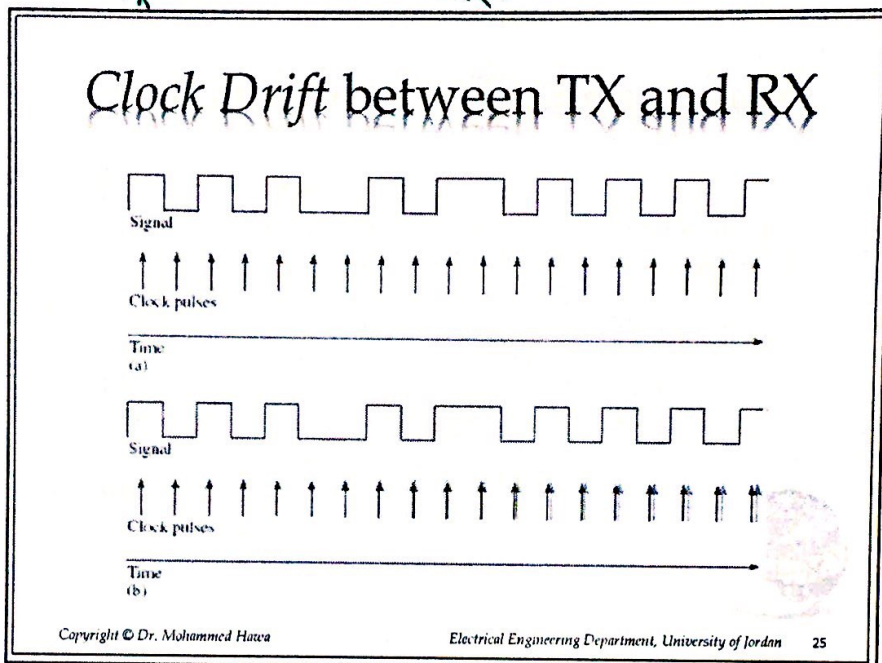 Clock Drift between TX and RX
Signal
Clock pulses
Time
(a)
Signal
Clock pulses
Time
(b)
Copyright © Dr. Mohammed Hawa Electrical Engineering Department, University of Jordan 25